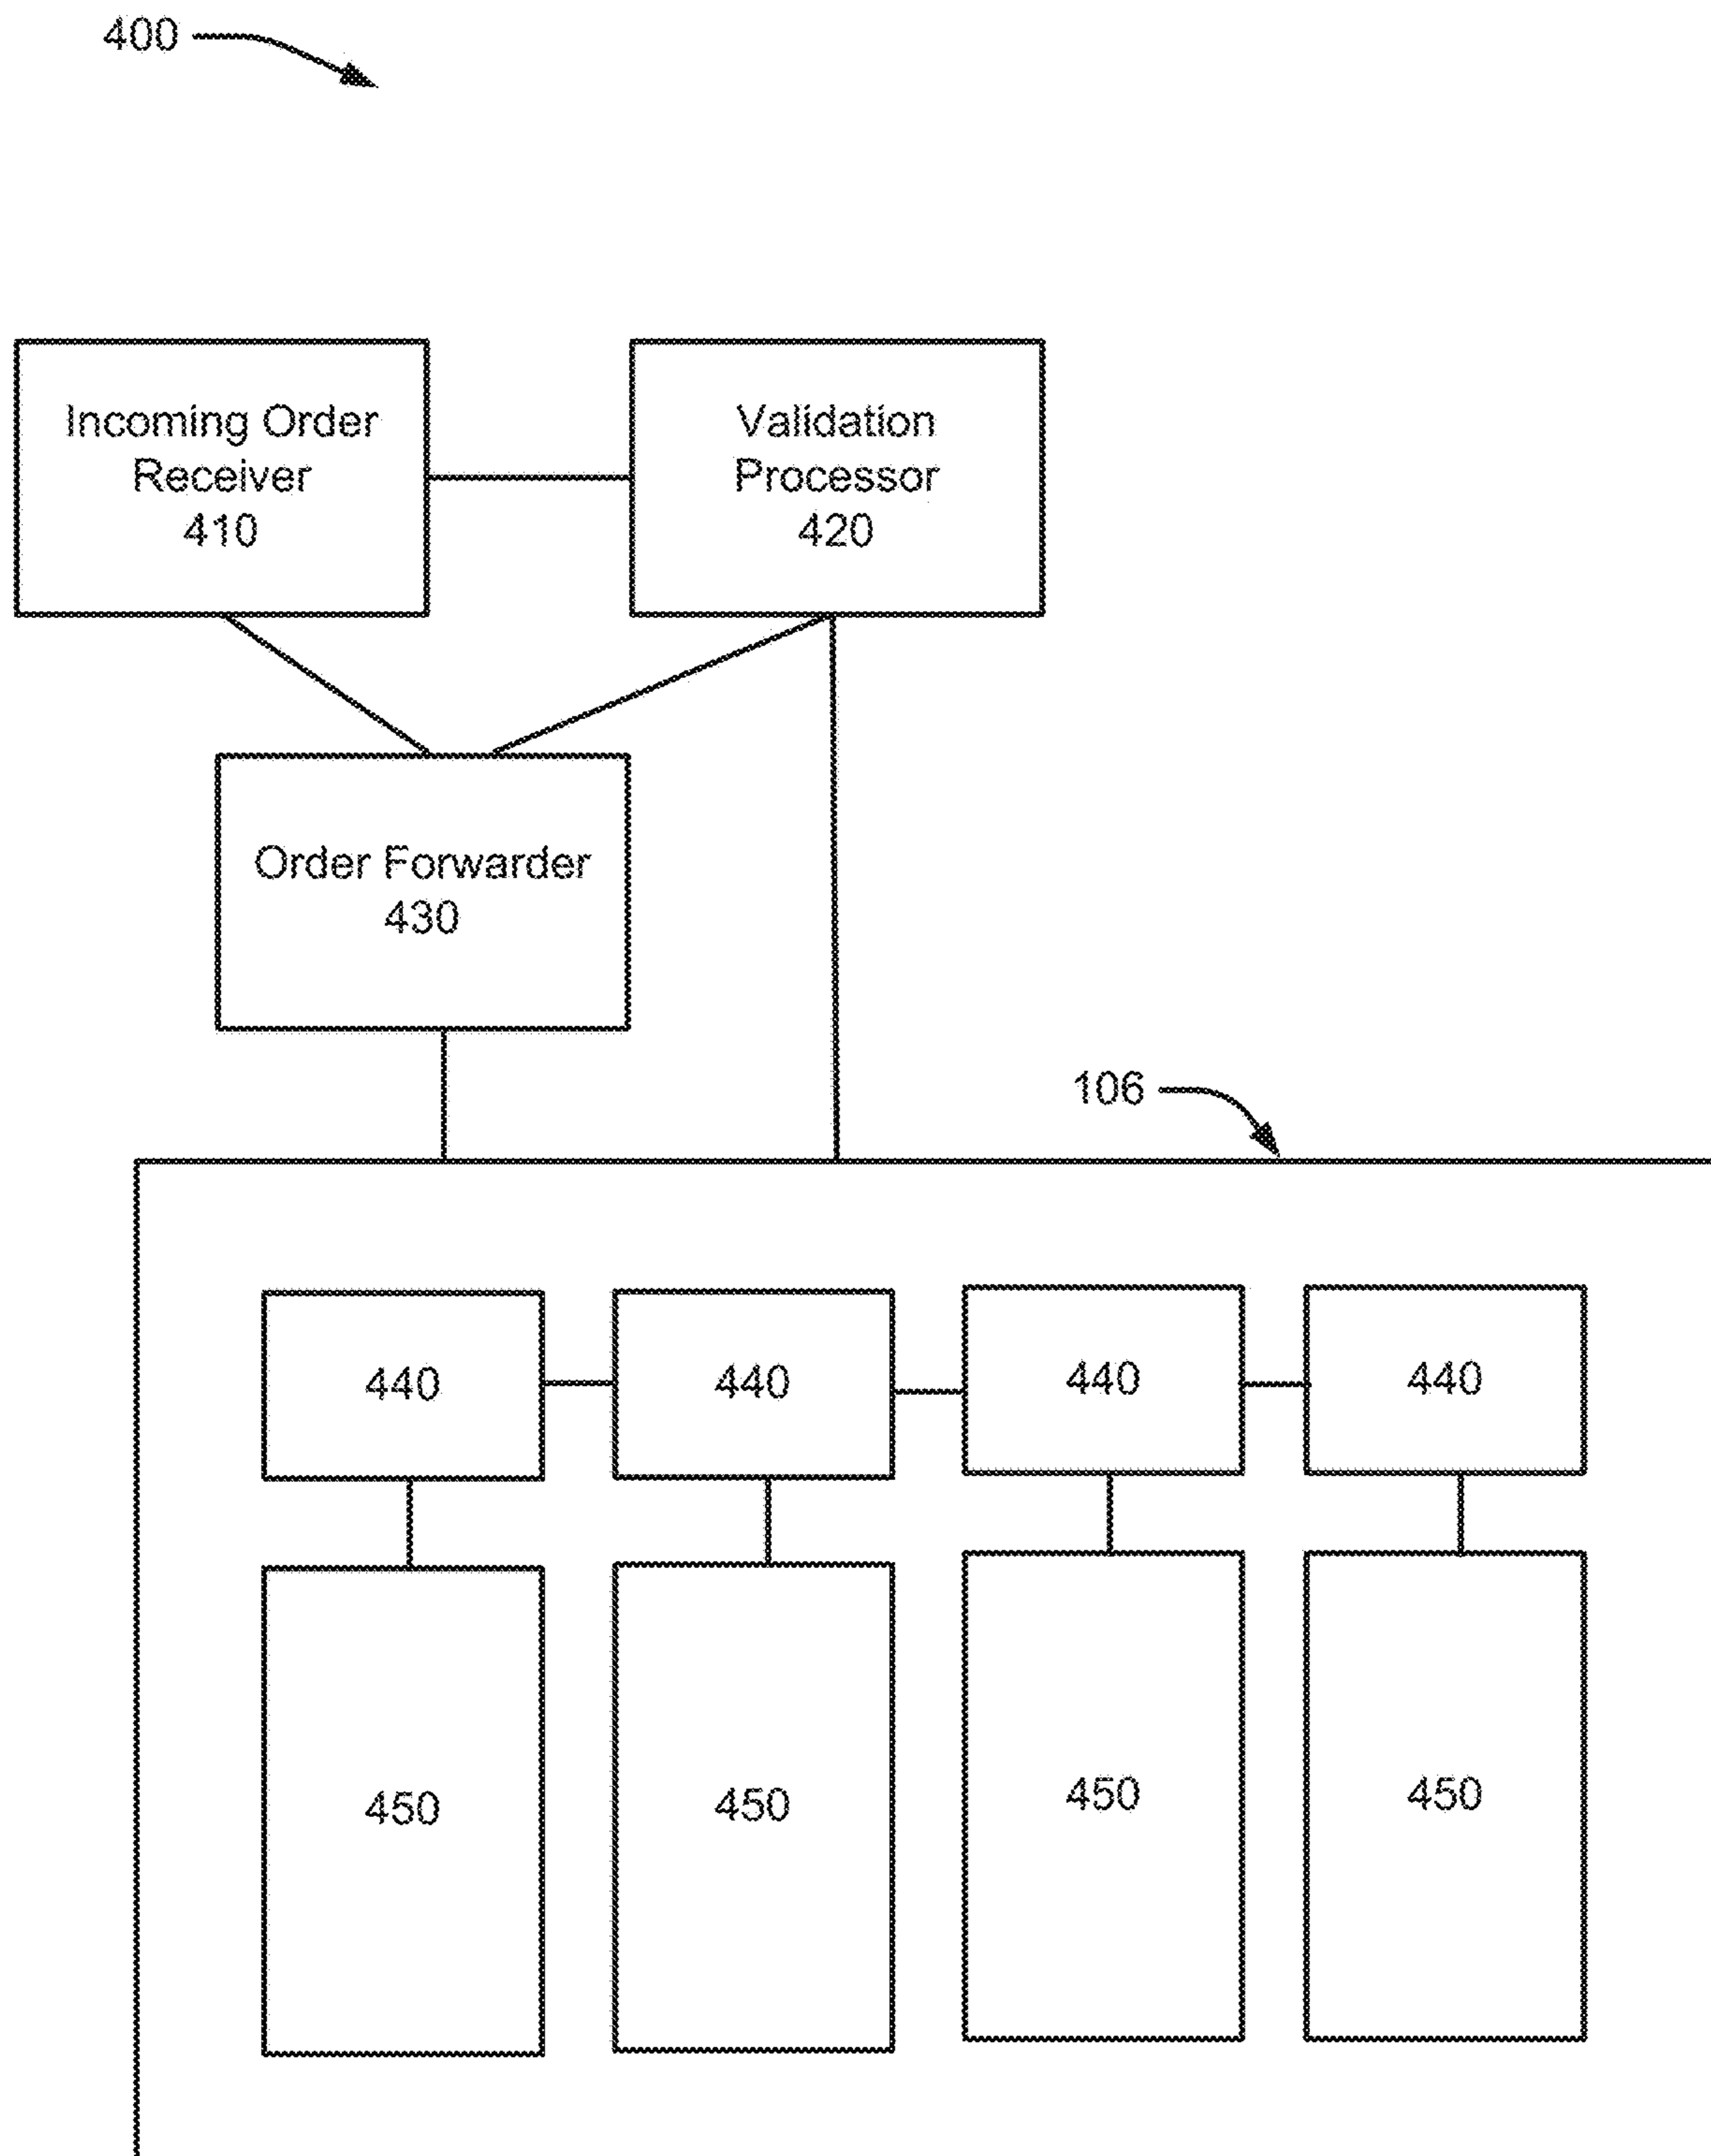 400
Incoming Order
Receiver
410
Validation
Processor
420
Order Forwarder
430
106
440
440
440
440
450
450
450
450